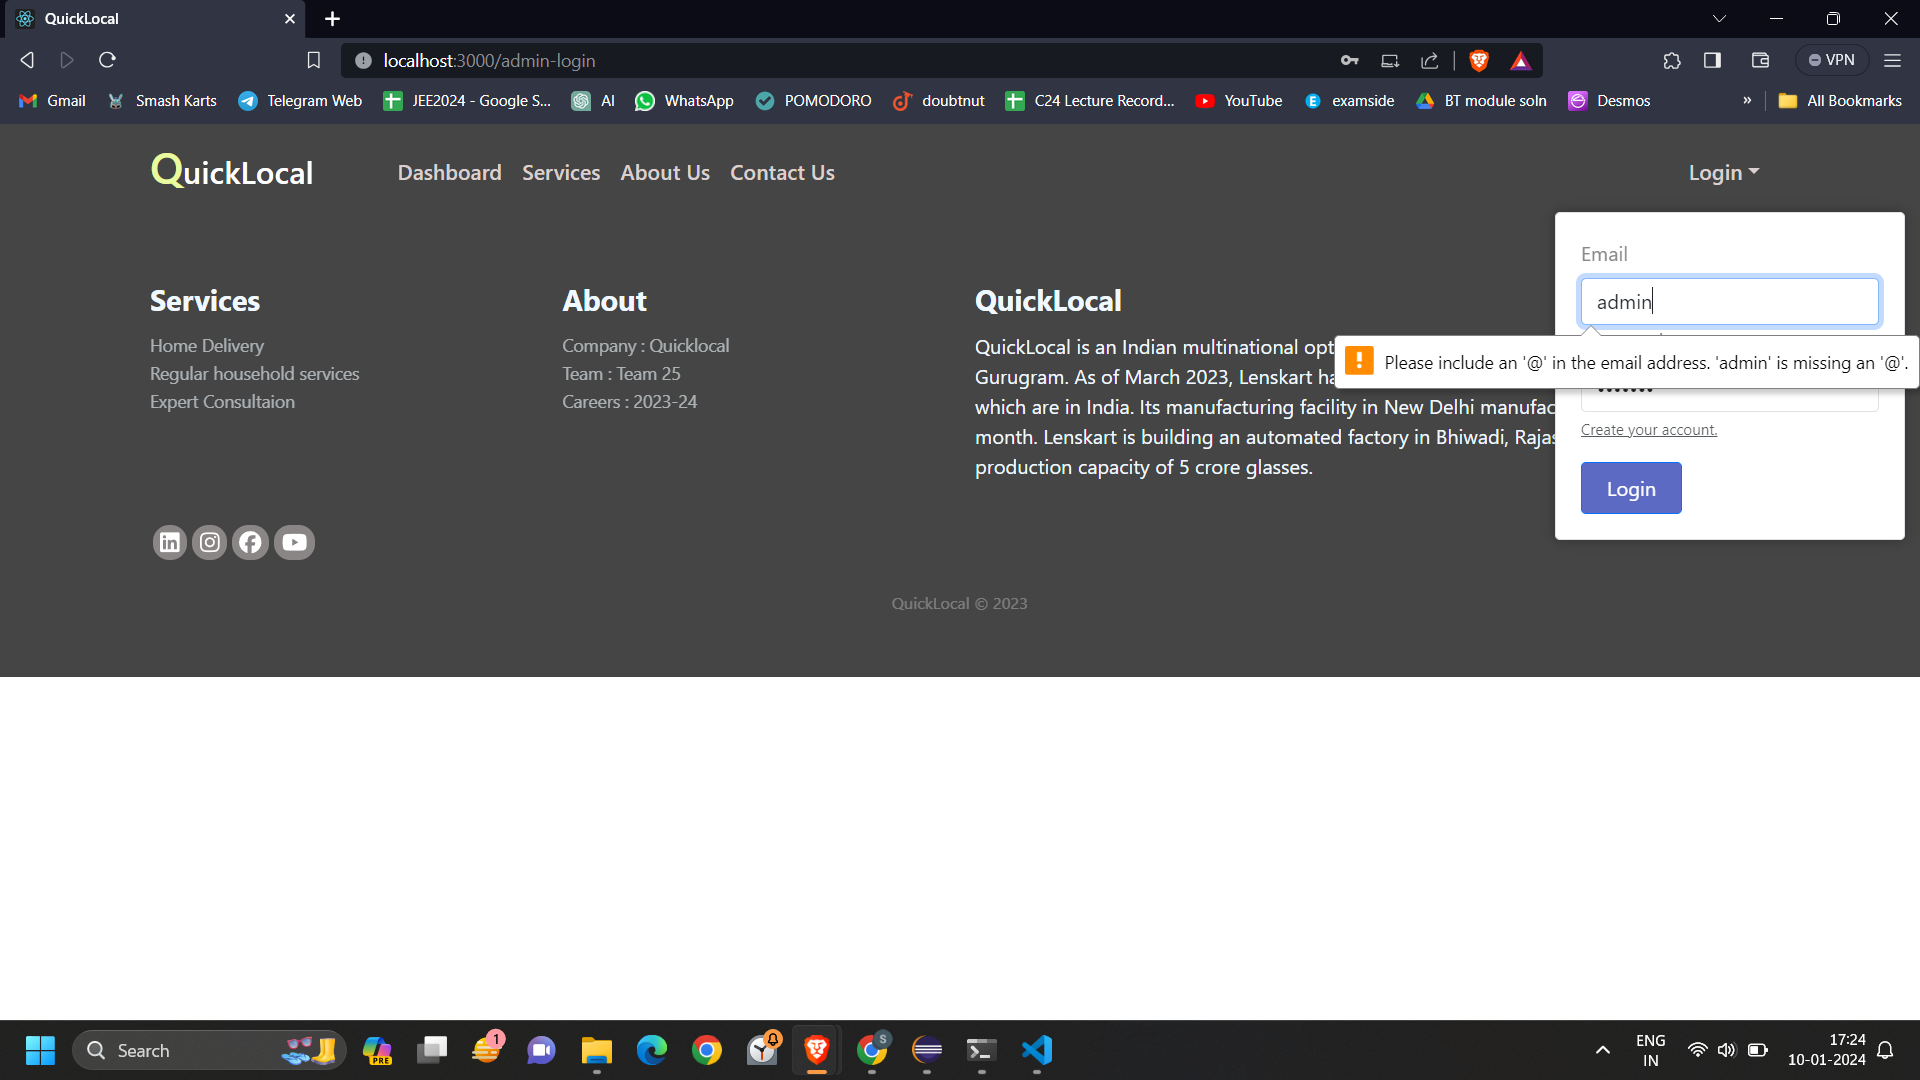 QuickLocal
localhost:3000/admin-login
VPN
Gmail
Smash Karts
Telegram Web
JEE2024 - Google S...
AI
WhatsApp
POMODORO
doubtnut
C24 Lecture Record...
YouTube
examside
BT module soln
Desmos
»
All Bookmarks
QuickLocal
Dashboard
Services
About Us
Contact Us
Login
Email
admin
Please include an '@' in the email address. 'admin' is missing an '@'.
Create your account.
Login
Services
Home Delivery
Regular household services
Expert Consultaion
About
Company : Quicklocal
Team : Team 25
Careers : 2023-24
QuickLocal
QuickLocal is an Indian multinational opt
Gurugram. As of March 2023, Lenskart ha
which are in India. Its manufacturing facility in New Delhi manufac
month. Lenskart is building an automated factory in Bhiwadi, Rajas
production capacity of 5 crore glasses.
QuickLocal © 2023
Search
PRE
1
S
ENG
IN
17:24
10-01-2024